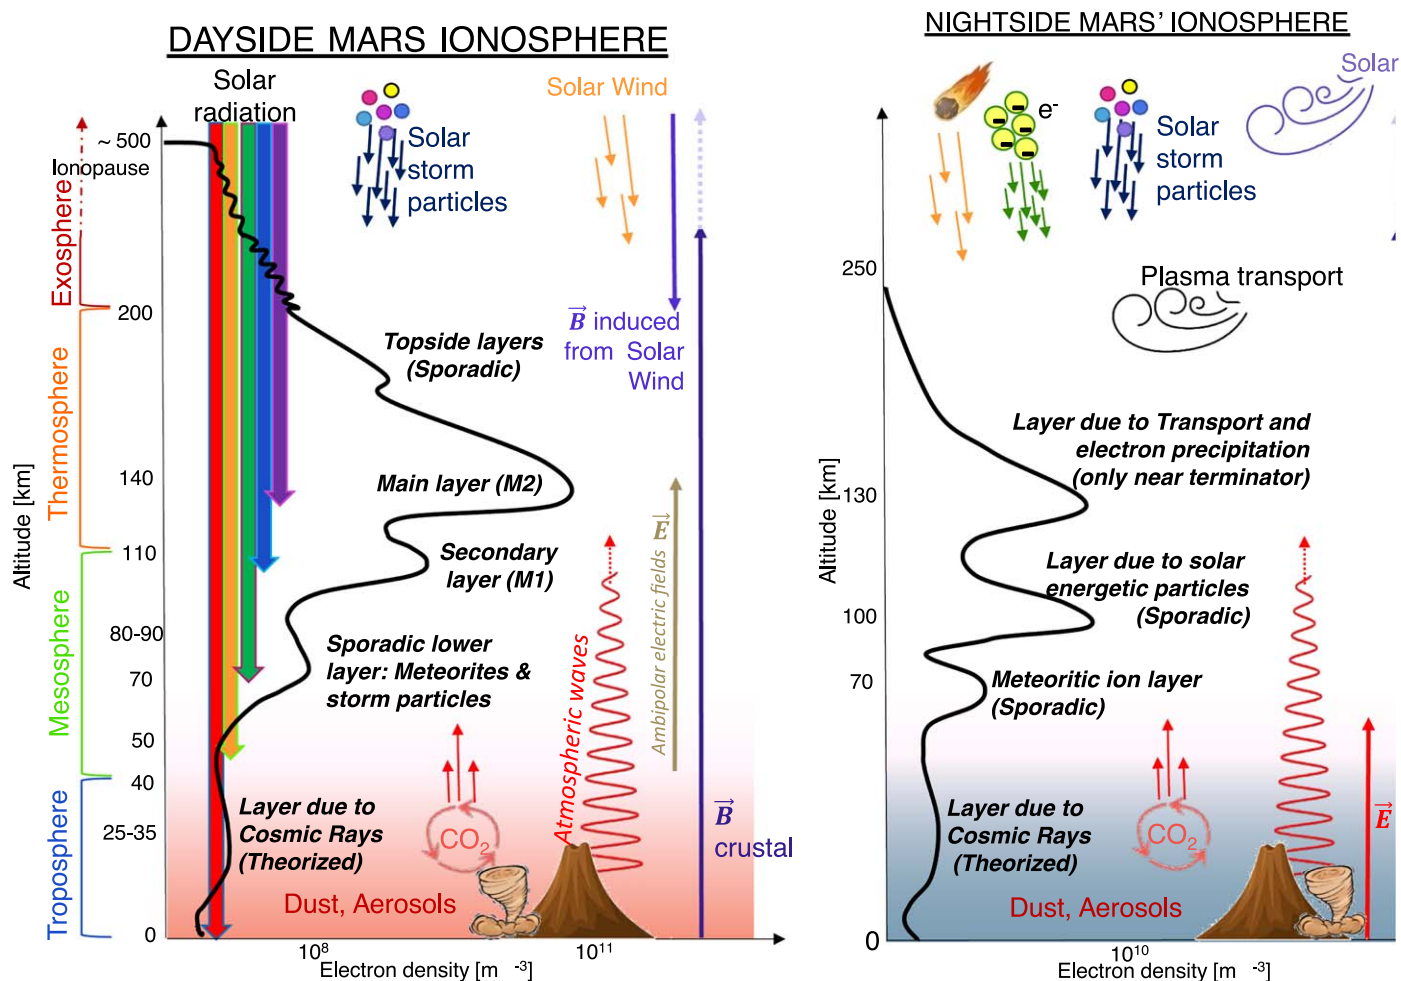 DAYSIDE MARS IONOSPHERE
Solar
radiation
Solar
storm
particles
Solar Wind
~ 500
Ionopause
200
140
110
80-90
70
50
40
25-35
0
Altitude [km]
Exosphere
Thermosphere
Mesosphere
Troposphere
Topside layers
(Sporadic)
Main layer (M2)
Secondary
layer (M1)
Sporadic lower
layer: Meteorites &
storm particles
Layer due to
Cosmic Rays
(Theorized)
B induced
from Solar
Wind
Ambipolar electric fields E
Atmospheric waves
CO₂
B
crustal
Dust, Aerosols
10⁸
10¹¹
Electron density [m ⁻³]
NIGHTSIDE MARS' IONOSPHERE
e⁻
Solar
storm
particles
Solar
Plasma transport
250
130
100
70
0
Altitude [km]
Layer due to Transport and
electron precipitation
(only near terminator)
Layer due to solar
energetic particles
(Sporadic)
Meteoritic ion layer
(Sporadic)
Layer due to
Cosmic Rays
(Theorized)
CO₂
E
Dust, Aerosols
10¹⁰
Electron density [m ⁻³]